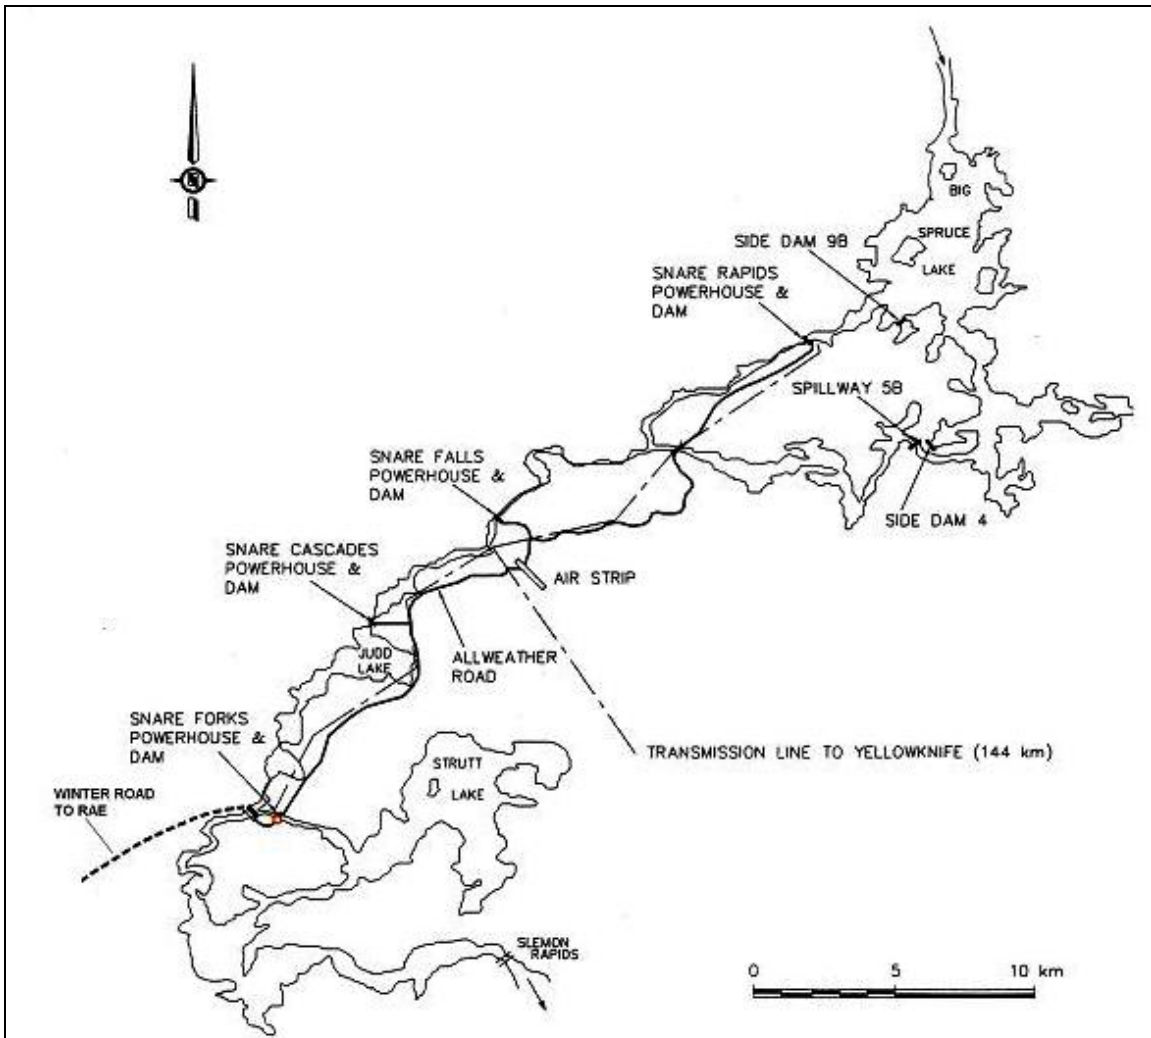 BIG
SPRUCE
LAKE
SIDE DAM 9B
SNARE RAPIDS
POWERHOUSE &
DAM
SPILLWAY 5B
SNARE FALLS
POWERHOUSE &
DAM
SIDE DAM 4
SNARE CASCADES
POWERHOUSE &
DAM
AIR STRIP
JUDD
LAKE
ALLWEATHER
ROAD
SNARE FORKS
POWERHOUSE &
DAM
TRANSMISSION LINE TO YELLOWKNIFE (144 km)
STRUTT
LAKE
WINTER ROAD
TO RAE
SLEMON
RAPIDS
0 5 10 km